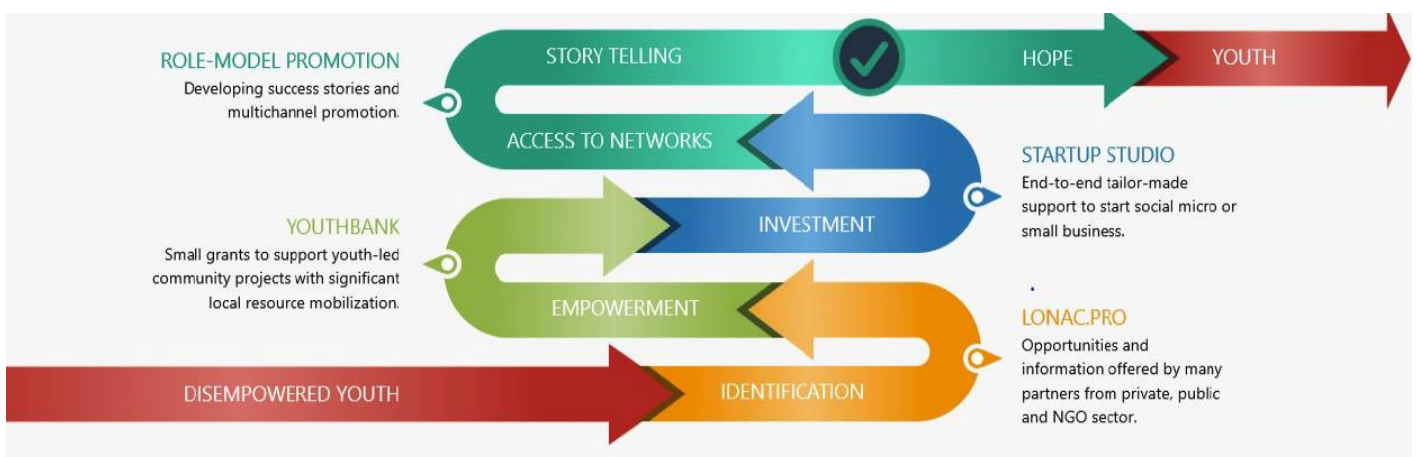 ROLE-MODEL PROMOTION
Developing success stories and
multichannel promotion.
STORY TELLING
HOPE
YOUTH
ACCESS TO NETWORKS
STARTUP STUDIO
End-to-end tailor-made
support to start social micro or
small business.
YOUTHBANK
Small grants to support youth-led
community projects with significant
local resource mobilization.
INVESTMENT
EMPOWERMENT
LONAC.PRO
Opportunities and
information offered by many
partners from private, public
and NGO sector.
DISEMPOWERED YOUTH
IDENTIFICATION